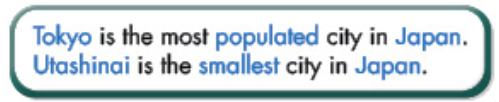 Tokyo is the most populated city in Japan.
Utashinai is the smallest city in Japan.